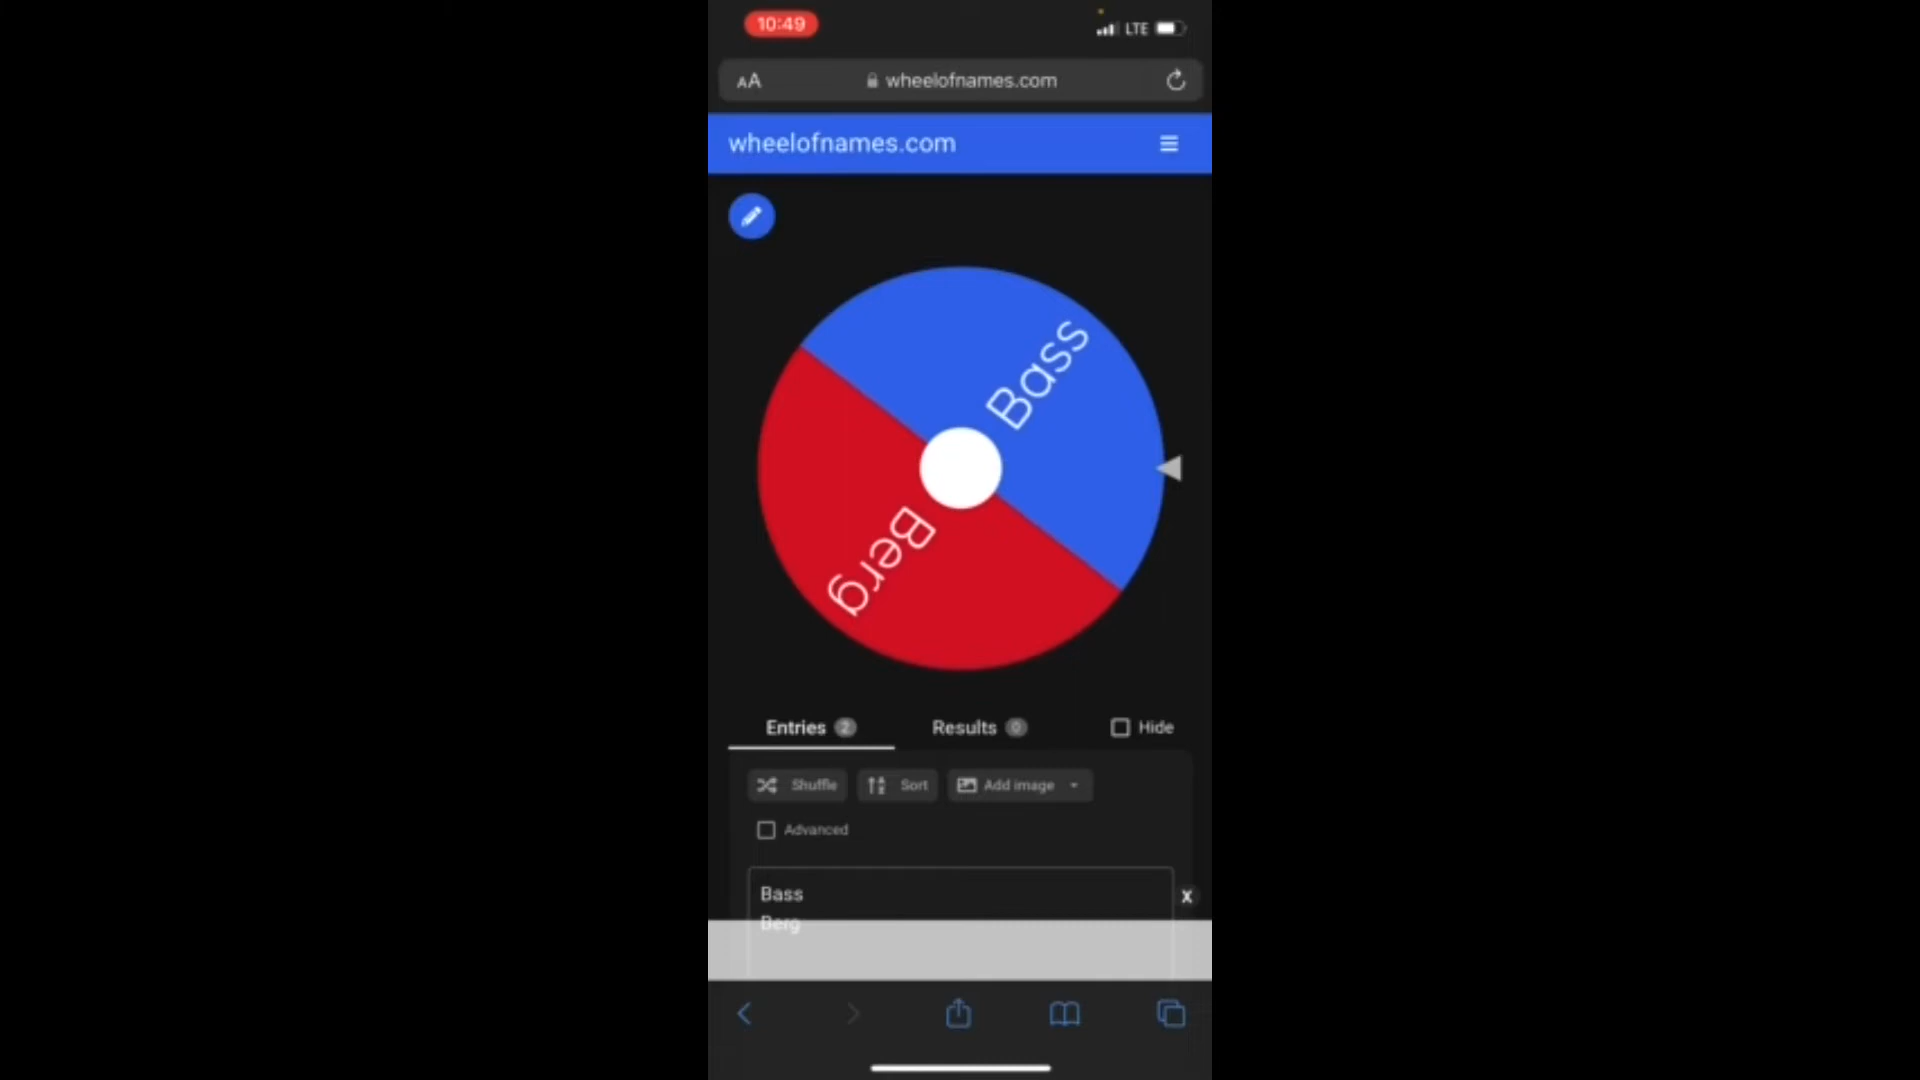 10:49
LTE
AA wheelofnames.com
wheelofnames.com
Bass
Berg
Entries 2 Results 0 Hide
Shuffle Sort Add image
Advanced
Bass
Berg
X